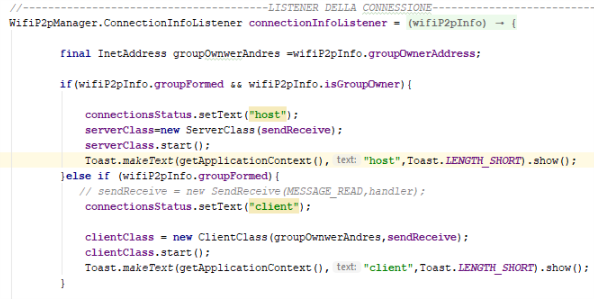 //---------------------------------------LISTENER DELLA CONNESSIONE---------------------
WifiP2pManager.ConnectionInfoListener connectionInfoListener = (wifiP2pInfo) → {
final InetAddress groupOwnwerAndres =wifiP2pInfo.groupOwnerAddress;
if(wifiP2pInfo.groupFormed && wifiP2pInfo.isGroupOwner){
connectionsStatus.setText("host");
serverClass=new ServerClass(sendReceive);
serverClass.start();
Toast.makeText(getApplicationContext(), text: "host",Toast.LENGTH_SHORT).show();
}else if (wifiP2pInfo.groupFormed){
// sendReceive = new SendReceive(MESSAGE_READ,handler);
connectionsStatus.setText("client");
clientClass = new ClientClass(groupOwnwerAndres,sendReceive);
clientClass.start();
Toast.makeText(getApplicationContext(), text: "client",Toast.LENGTH_SHORT).show();
}